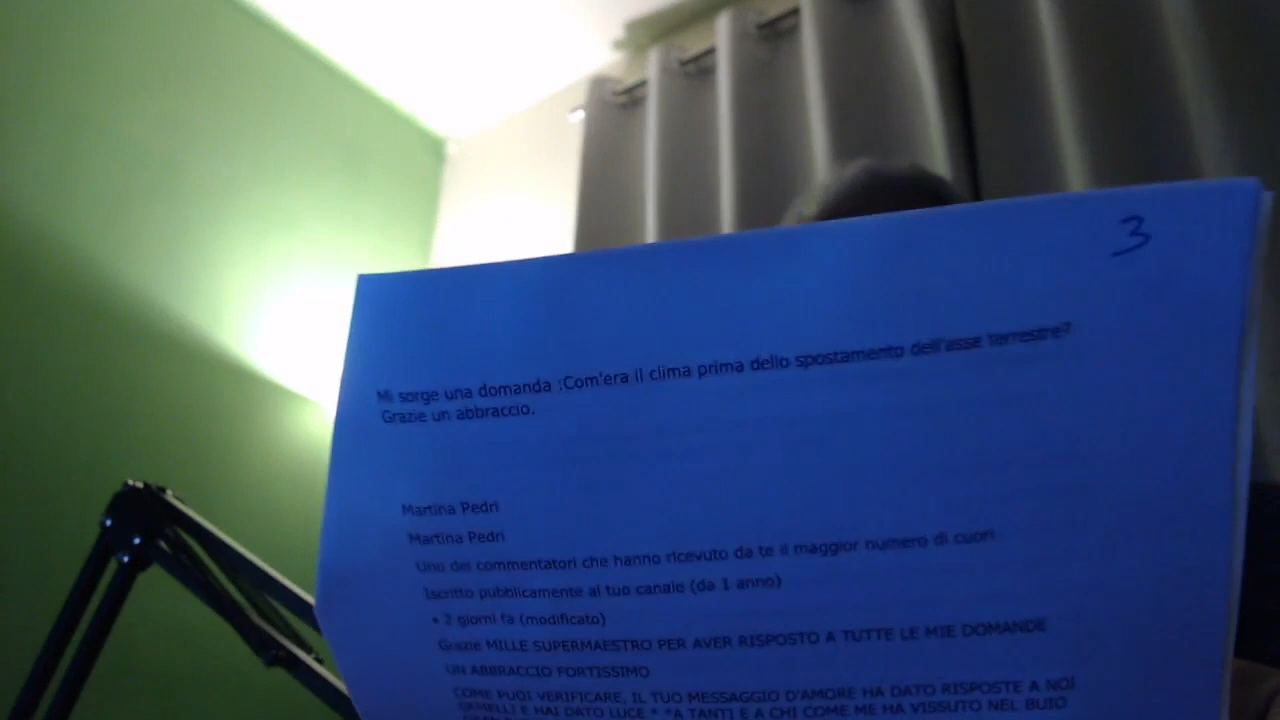 3
Mi sorge una domanda :Com'era il clima prima dello spostamento dell'asse terrestre?
Grazie un abbraccio.
Martina Pedri
Martina Pedri
Uno dei commentatori che hanno ricevuto da te il maggior numero di cuori
Iscritto pubblicamente al tuo canale (da 1 anno)
• 2 giorni fa (modificato)
Grazie MILLE SUPERMAESTRO PER AVER RISPOSTO A TUTTE LE MIE DOMANDE
UN ABBRACCIO FORTISSIMO
COME PUOI VERIFICARE, IL TUO MESSAGGIO D'AMORE HA DATO RISPOSTE A NOI
E HAI DATO LUCE * *A TANTI E A CHI COME ME HA VISSUTO NEL BUIO